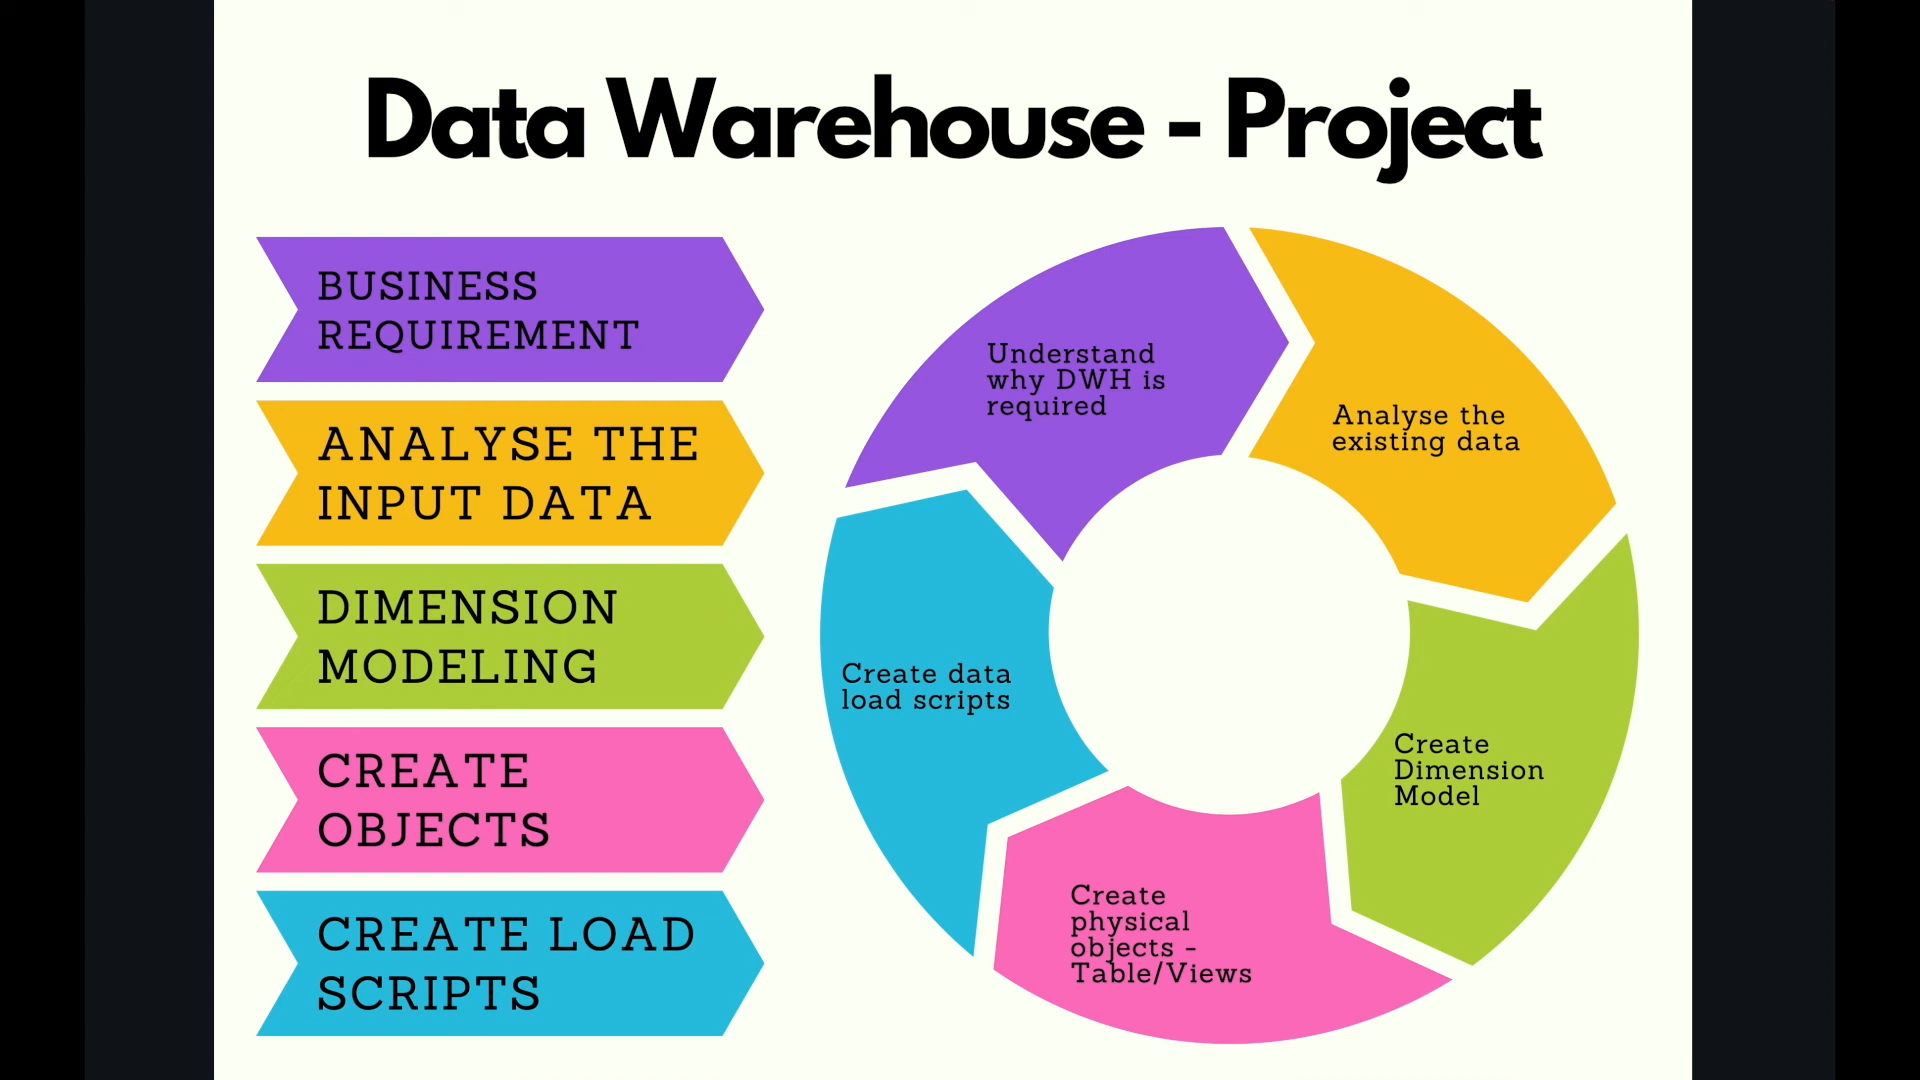 Data Warehouse - Project
BUSINESS
REQUIREMENT
ANALYSE THE
INPUT DATA
DIMENSION
MODELING
CREATE
OBJECTS
CREATE LOAD
SCRIPTS
Understand
why DWH is
required
Analyse the
existing data
Create
Dimension
Model
Create
physical
objects -
Table/Views
Create data
load scripts